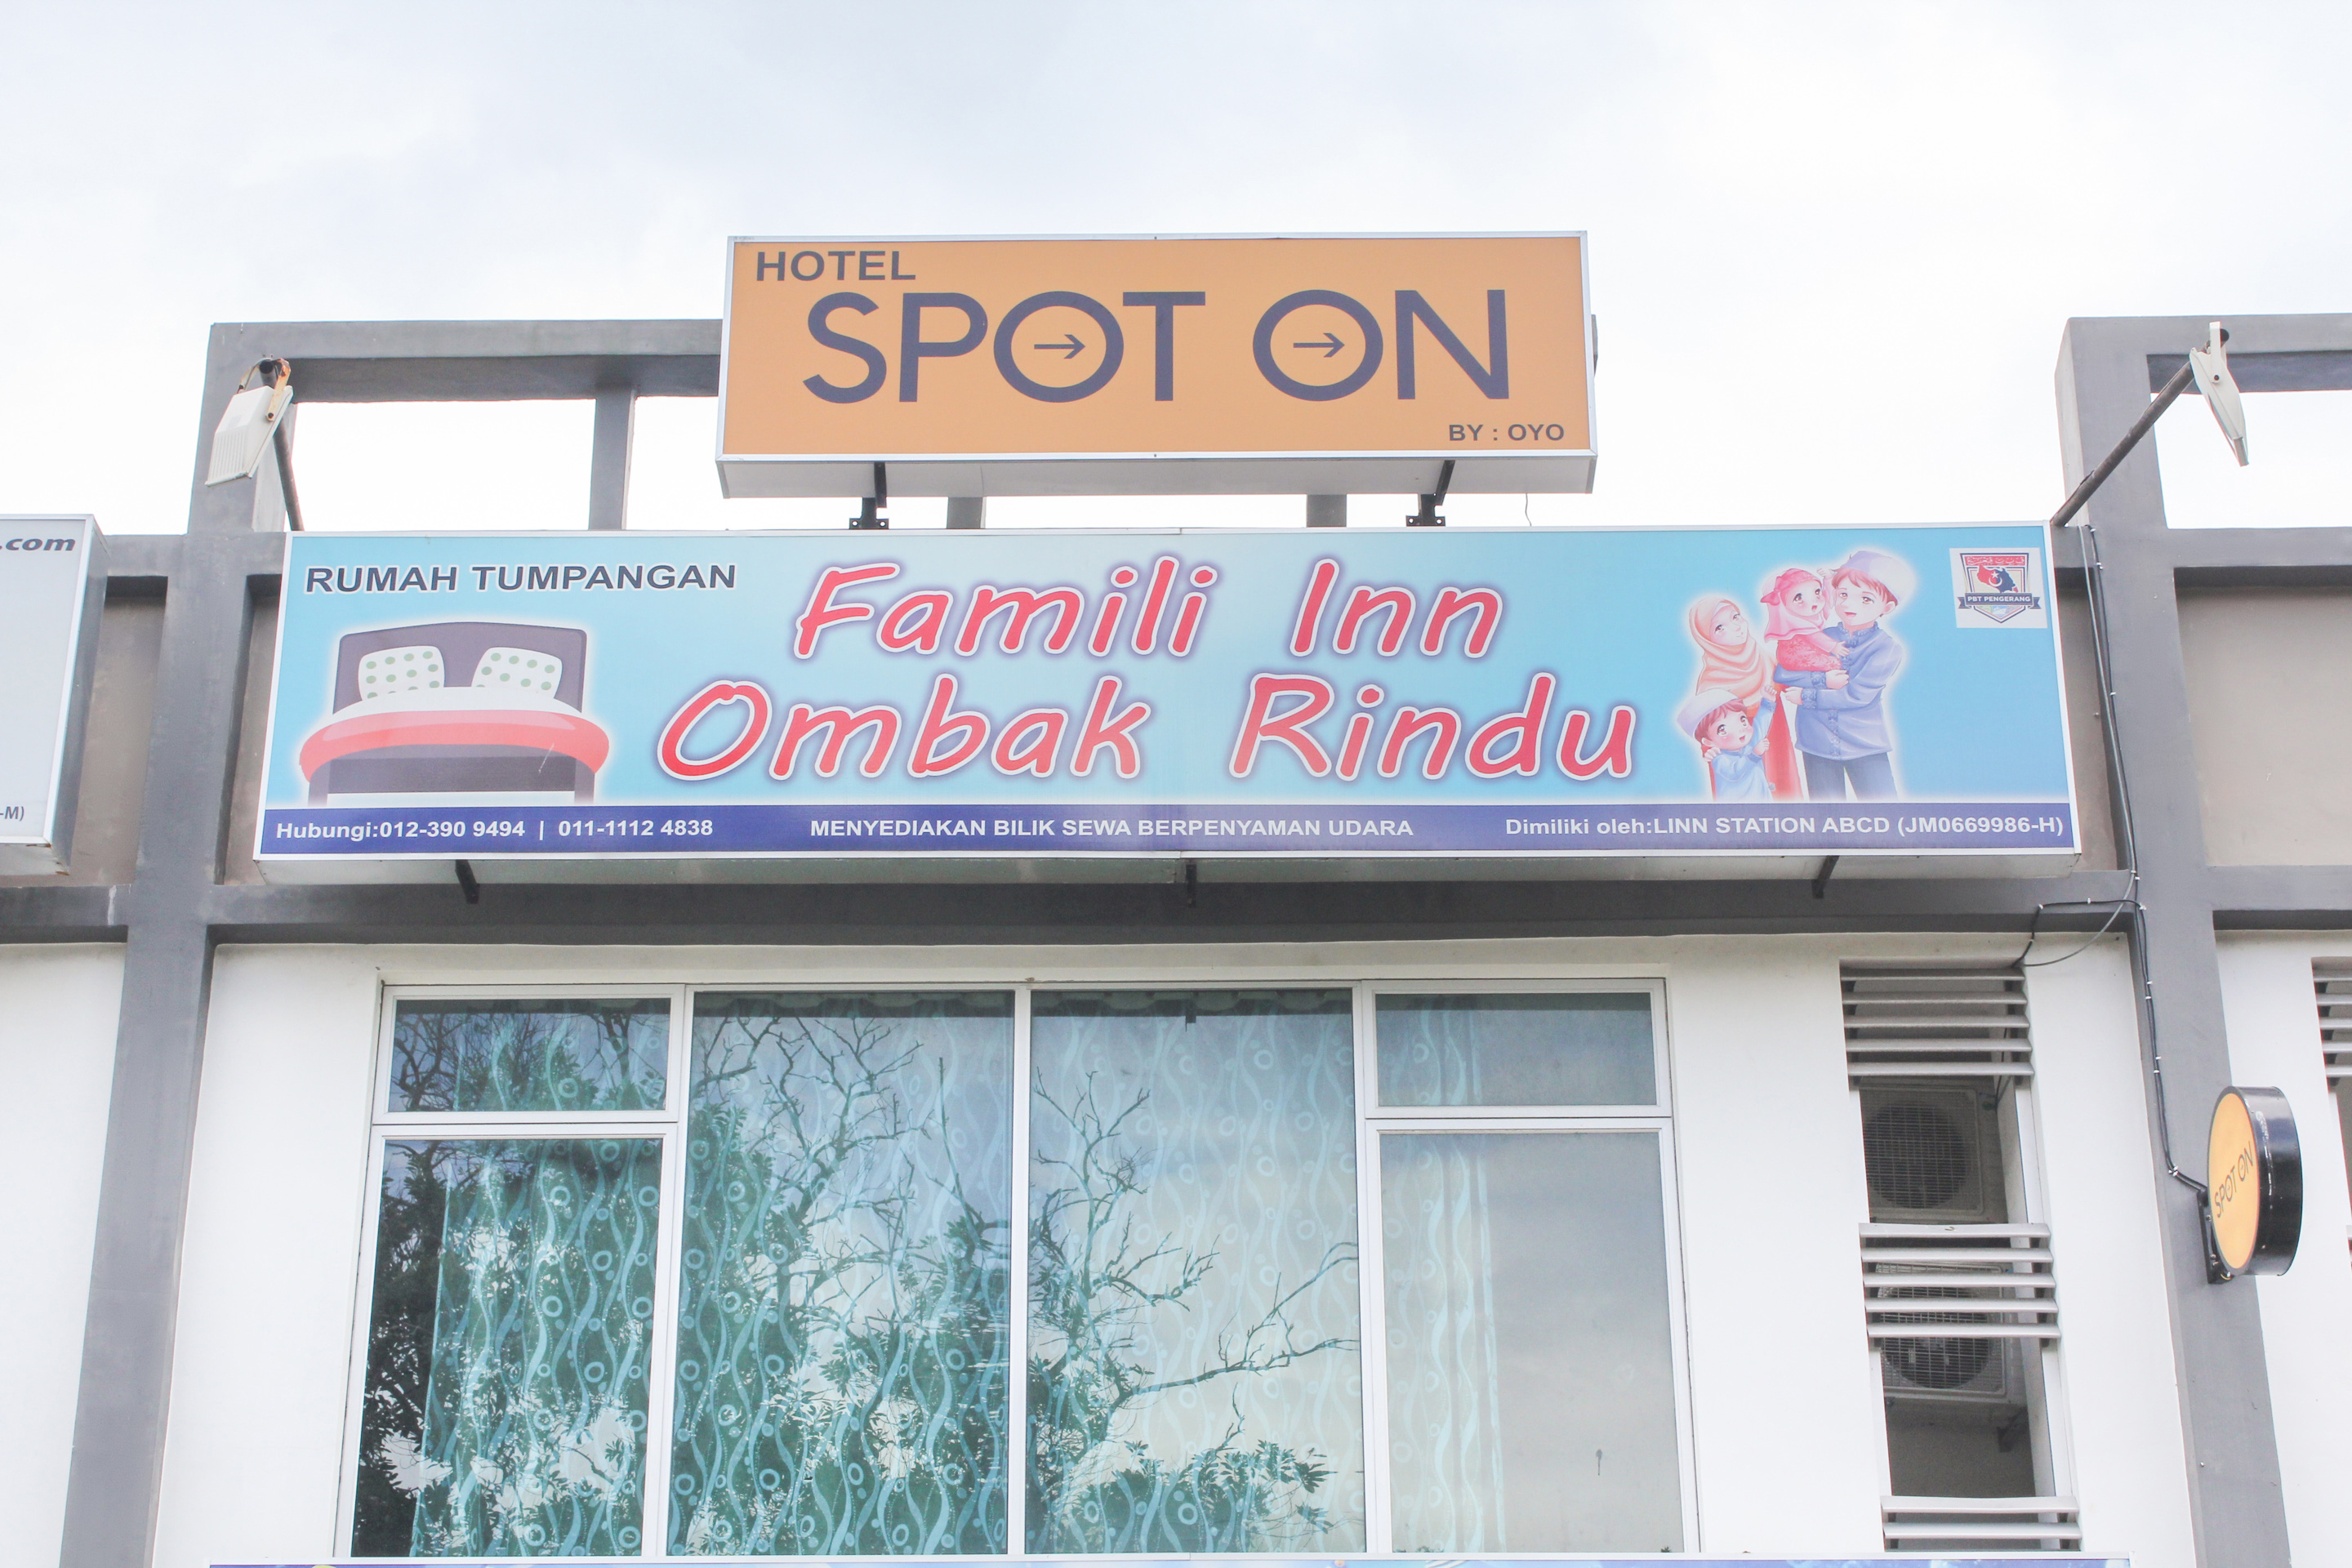 HOTEL
SPOT ON
BY : OYO
.com
-M)
RUMAH TUMPANGAN
Famili Inn
Ombak Rindu
PBT PENGERANG
Hubungi:012-390 9494 | 011-1112 4838
MENYEDIAKAN BILIK SEWA BERPENYAMAN UDARA
Dimiliki oleh:LINN STATION ABCD (JM0669986-H)
SPOT ON